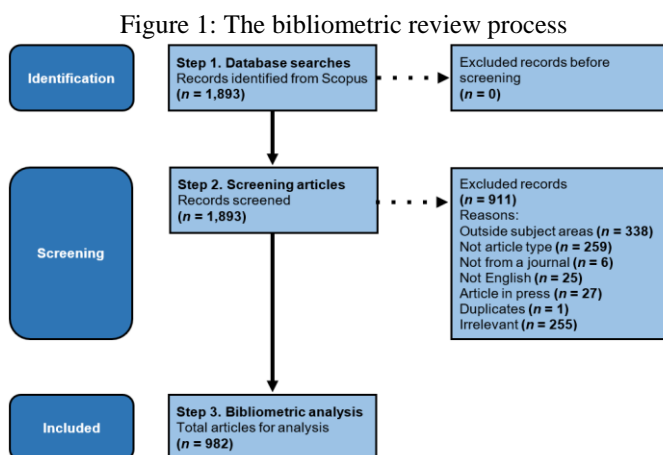 Figure 1: The bibliometric review process
Identification
Step 1. Database searches
Records identified from Scopus
(n = 1,893)
Excluded records before
screening
(n = 0)
Screening
Step 2. Screening articles
Records screened
(n = 1,893)
Excluded records
(n = 911)
Reasons:
Outside subject areas (n = 338)
Not article type (n = 259)
Not from a journal (n = 6)
Not English (n = 25)
Article in press (n = 27)
Duplicates (n = 1)
Irrelevant (n = 255)
Included
Step 3. Bibliometric analysis
Total articles for analysis
(n = 982)